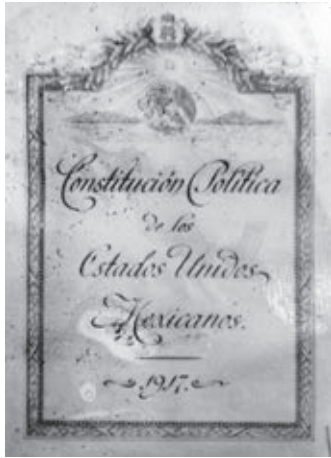 Constitución Política
de los
Estados Unidos
Mexicanos.
1917.